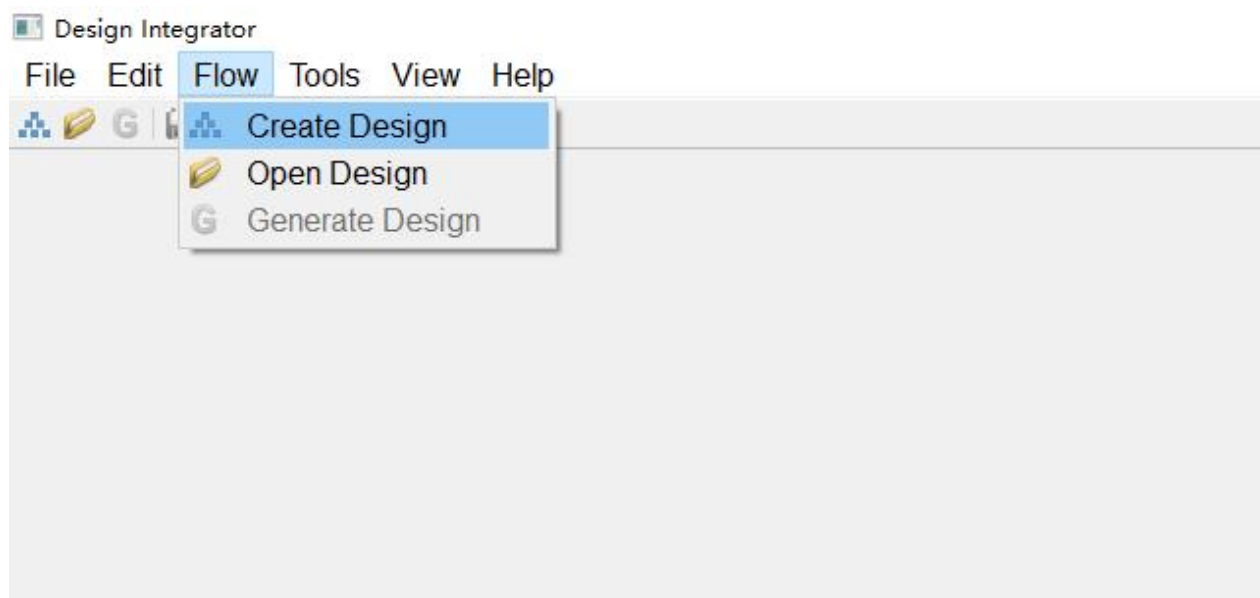 Design Integrator
File Edit Flow Tools View Help
G
Create Design
Open Design
G Generate Design